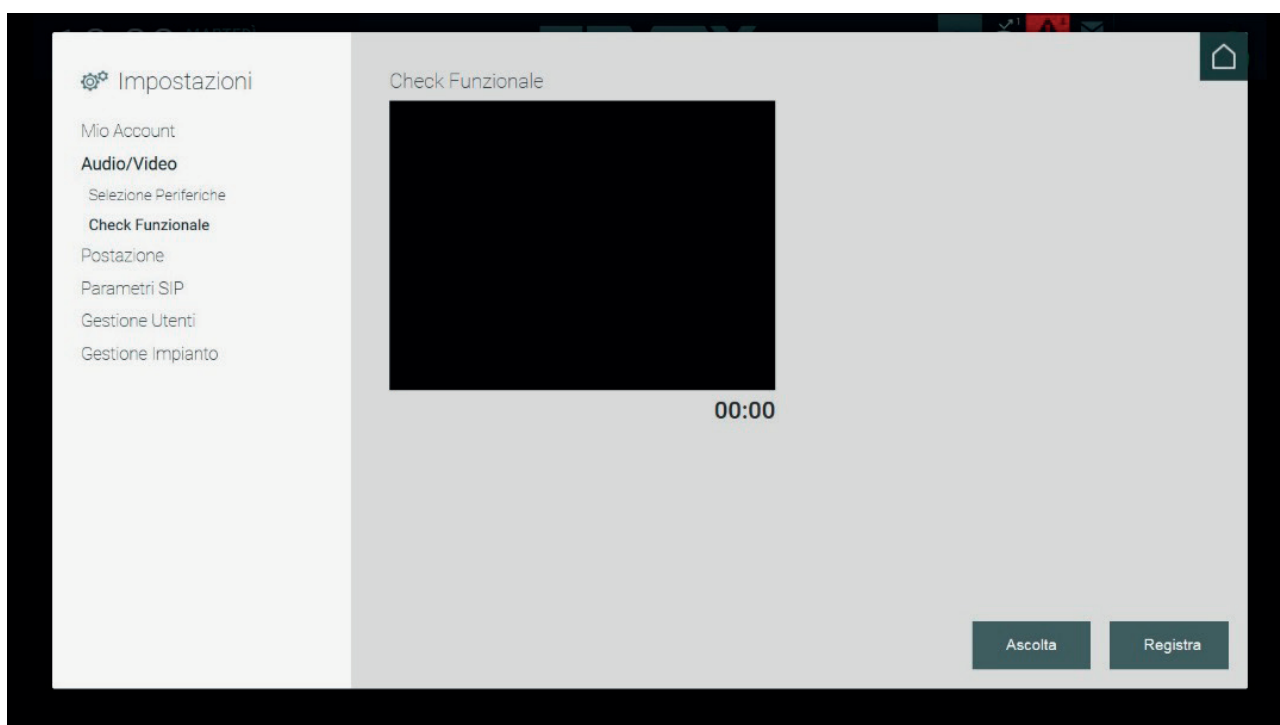 Impostazioni
Mio Account
Audio/Video
Selezione Periferiche
Check Funzionale
Postazione
Parametri SIP
Gestione Utenti
Gestione Impianto
Check Funzionale
00:00
Ascolta
Registra